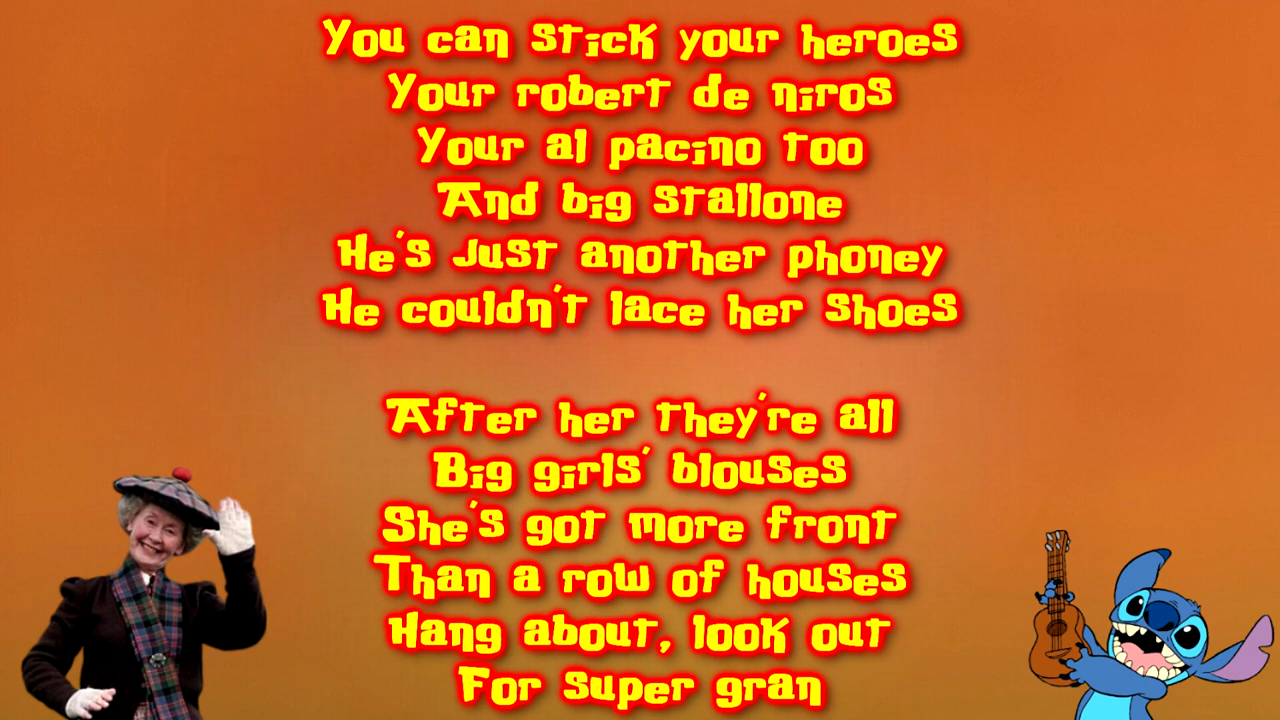 You can stick your heroes
Your robert de niros
Your al pacino too
And big stallone
He's just another phoney
He couldn't lace her shoes
After her they're all
Big girls' blouses
She's got more front
Than a row of houses
Hang about, look out
For super gran